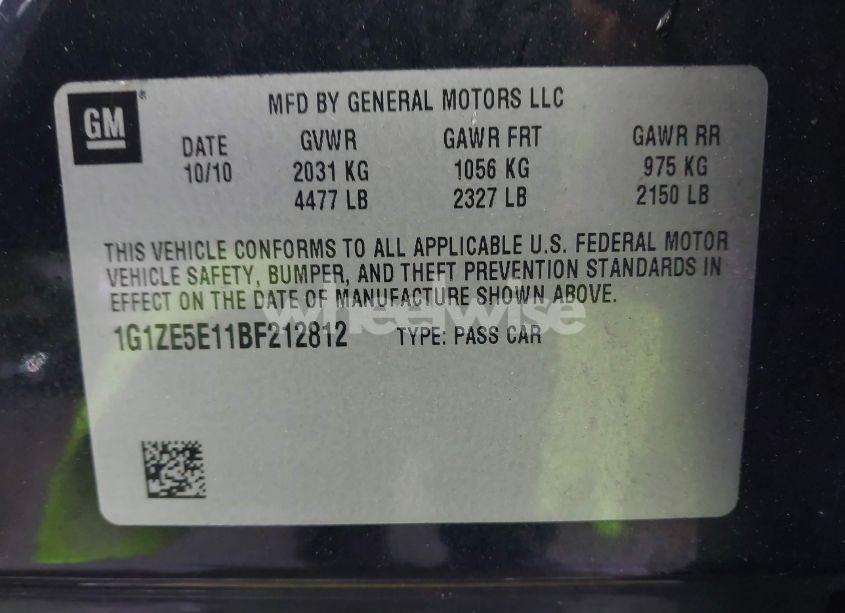 GM
MFD BY GENERAL MOTORS LLC
DATE GVWR GAWR FRT GAWR RR
10/10 2031 KG 1056 KG 975 KG
4477 LB 2327 LB 2150 LB
THIS VEHICLE CONFORMS TO ALL APPLICABLE U.S. FEDERAL MOTOR
VEHICLE SAFETY, BUMPER, AND THEFT PREVENTION STANDARDS IN
EFFECT ON THE DATE OF MANUFACTURE SHOWN ABOVE.
wheelwise
1G1ZE5E11BF212812 TYPE: PASS CAR